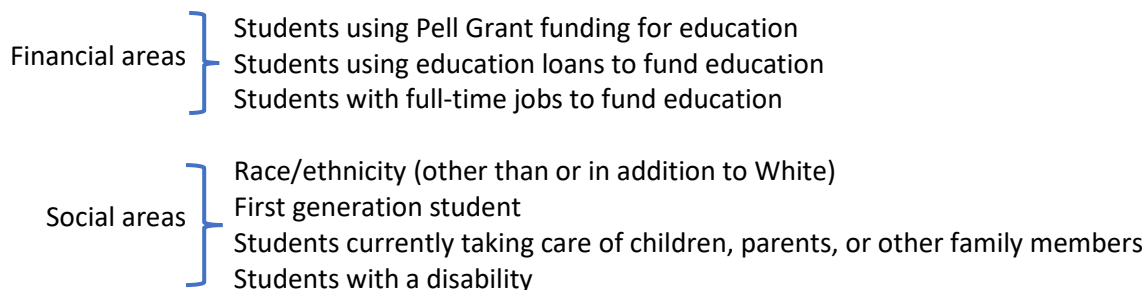 Students using Pell Grant funding for education
Financial areas
Students using education loans to fund education
Students with full-time jobs to fund education
Race/ethnicity (other than or in addition to White)
First generation student
Social areas
Students currently taking care of children, parents, or other family members
Students with a disability